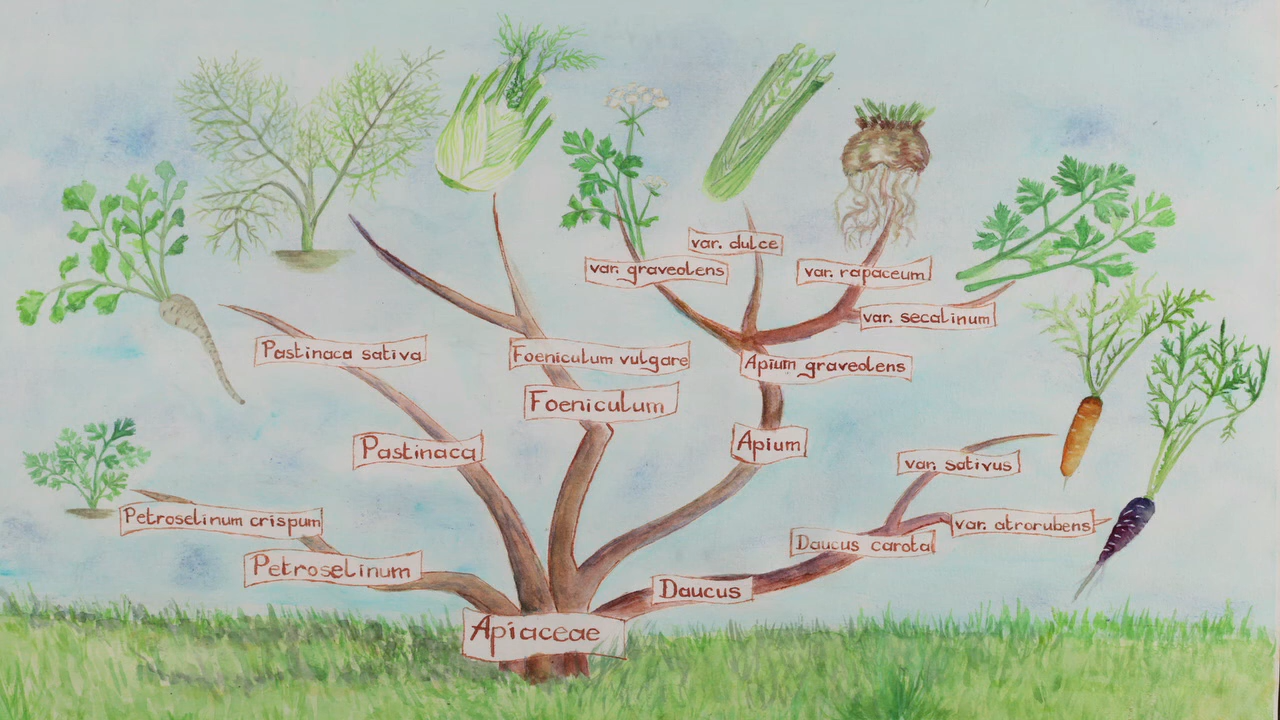 var. dulce
var. graveolens
var. rapaceum
var. secalinum
Pastinaca sativa
Foeniculum vulgare
Apium graveolens
Foeniculum
Pastinaca
Apium
var. sativus
Petroselinum crispum
var. atrorubens
Daucus carota
Petroselinum
Daucus
Apiaceae